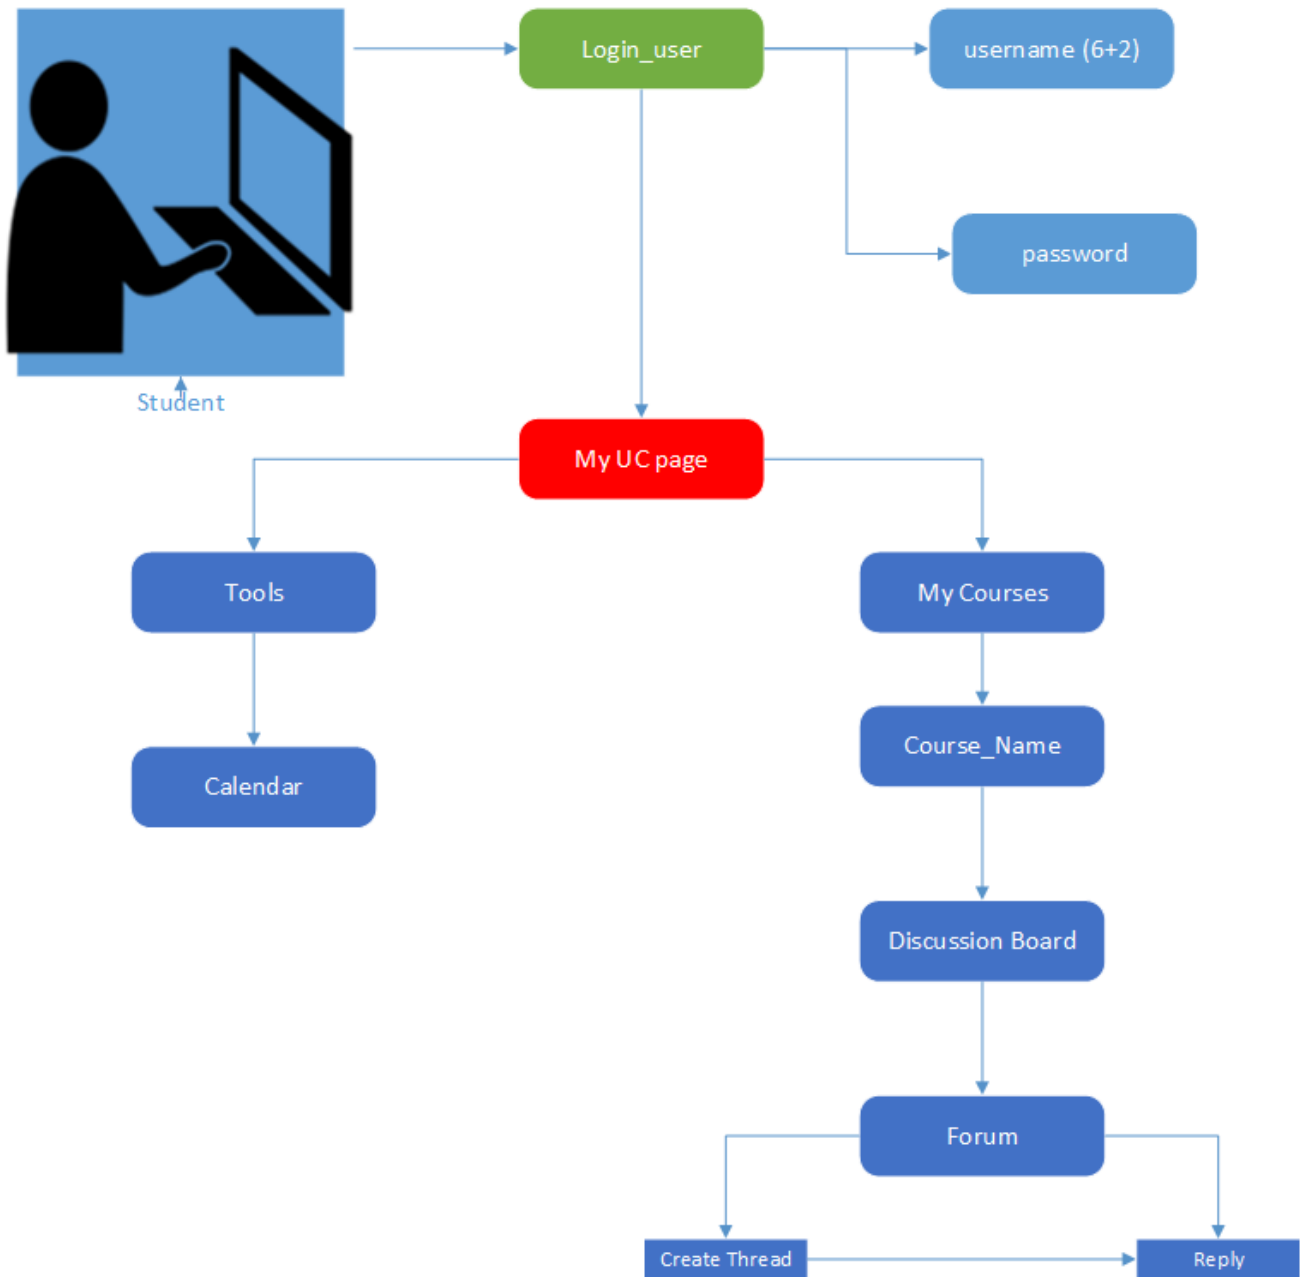 Login_user
username (6+2)
password
Student
My UC page
Tools
My Courses
Course_Name
Calendar
Discussion Board
Forum
Create Thread
Reply